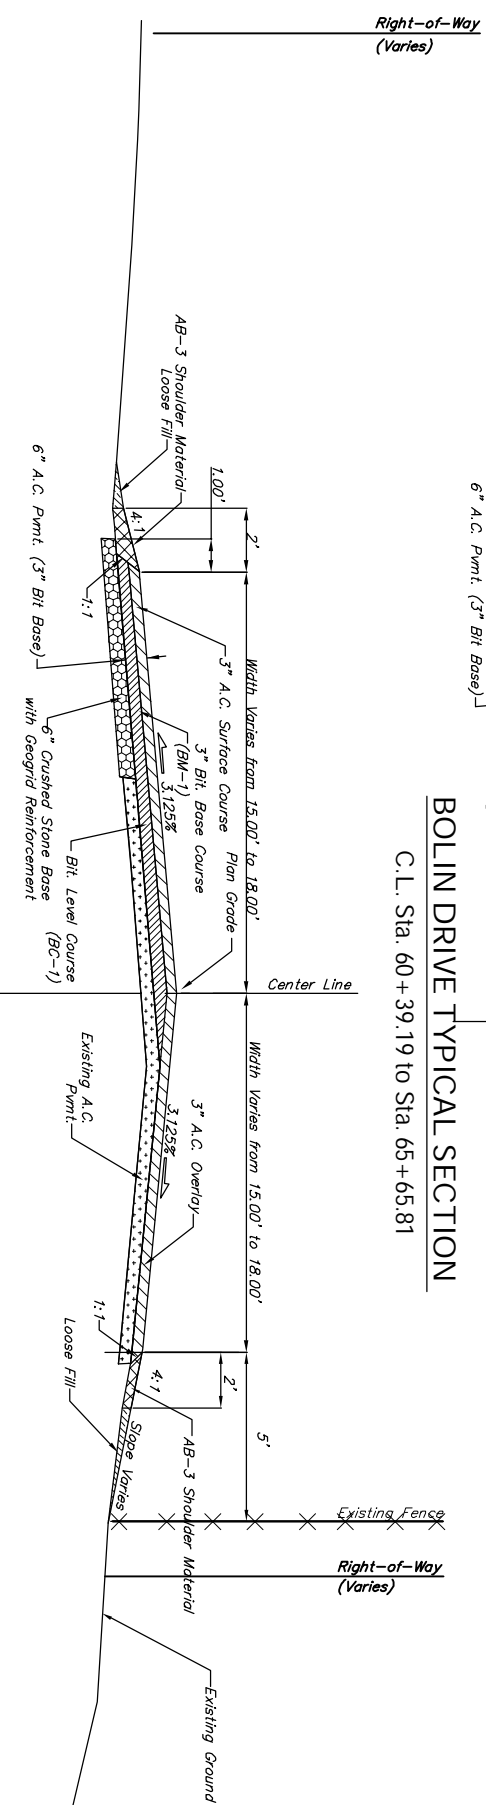 Right-of-Way
(Varies)
AB-3 Shoulder Material
Loose Fill
1.00'
2'
4:1
1:1
6" A.C. Pvmt. (3" Bit Base)
6" A.C. Pvmt. (3" Bit Base)
Width Varies from 15.00' to 18.00'
3" A.C. Surface Course
Plan Grade
3" Bit. Base Course
(BM-1)
3.125%
6" Crushed Stone Base
with Geogrid Reinforcement
Bit. Level Course
(BC-1)
BOLIN DRIVE TYPICAL SECTION
C.L. Sta. 60+39.19 to Sta. 65+65.81
Center Line
Width Varies from 15.00' to 18.00'
3" A.C. Overlay
3.125%
Existing A.C.
Pvmt.
1:1
Loose Fill
4:1
2'
5'
Slope Varies
AB-3 Shoulder Material
Existing Fence
Right-of-Way
(Varies)
Existing Ground